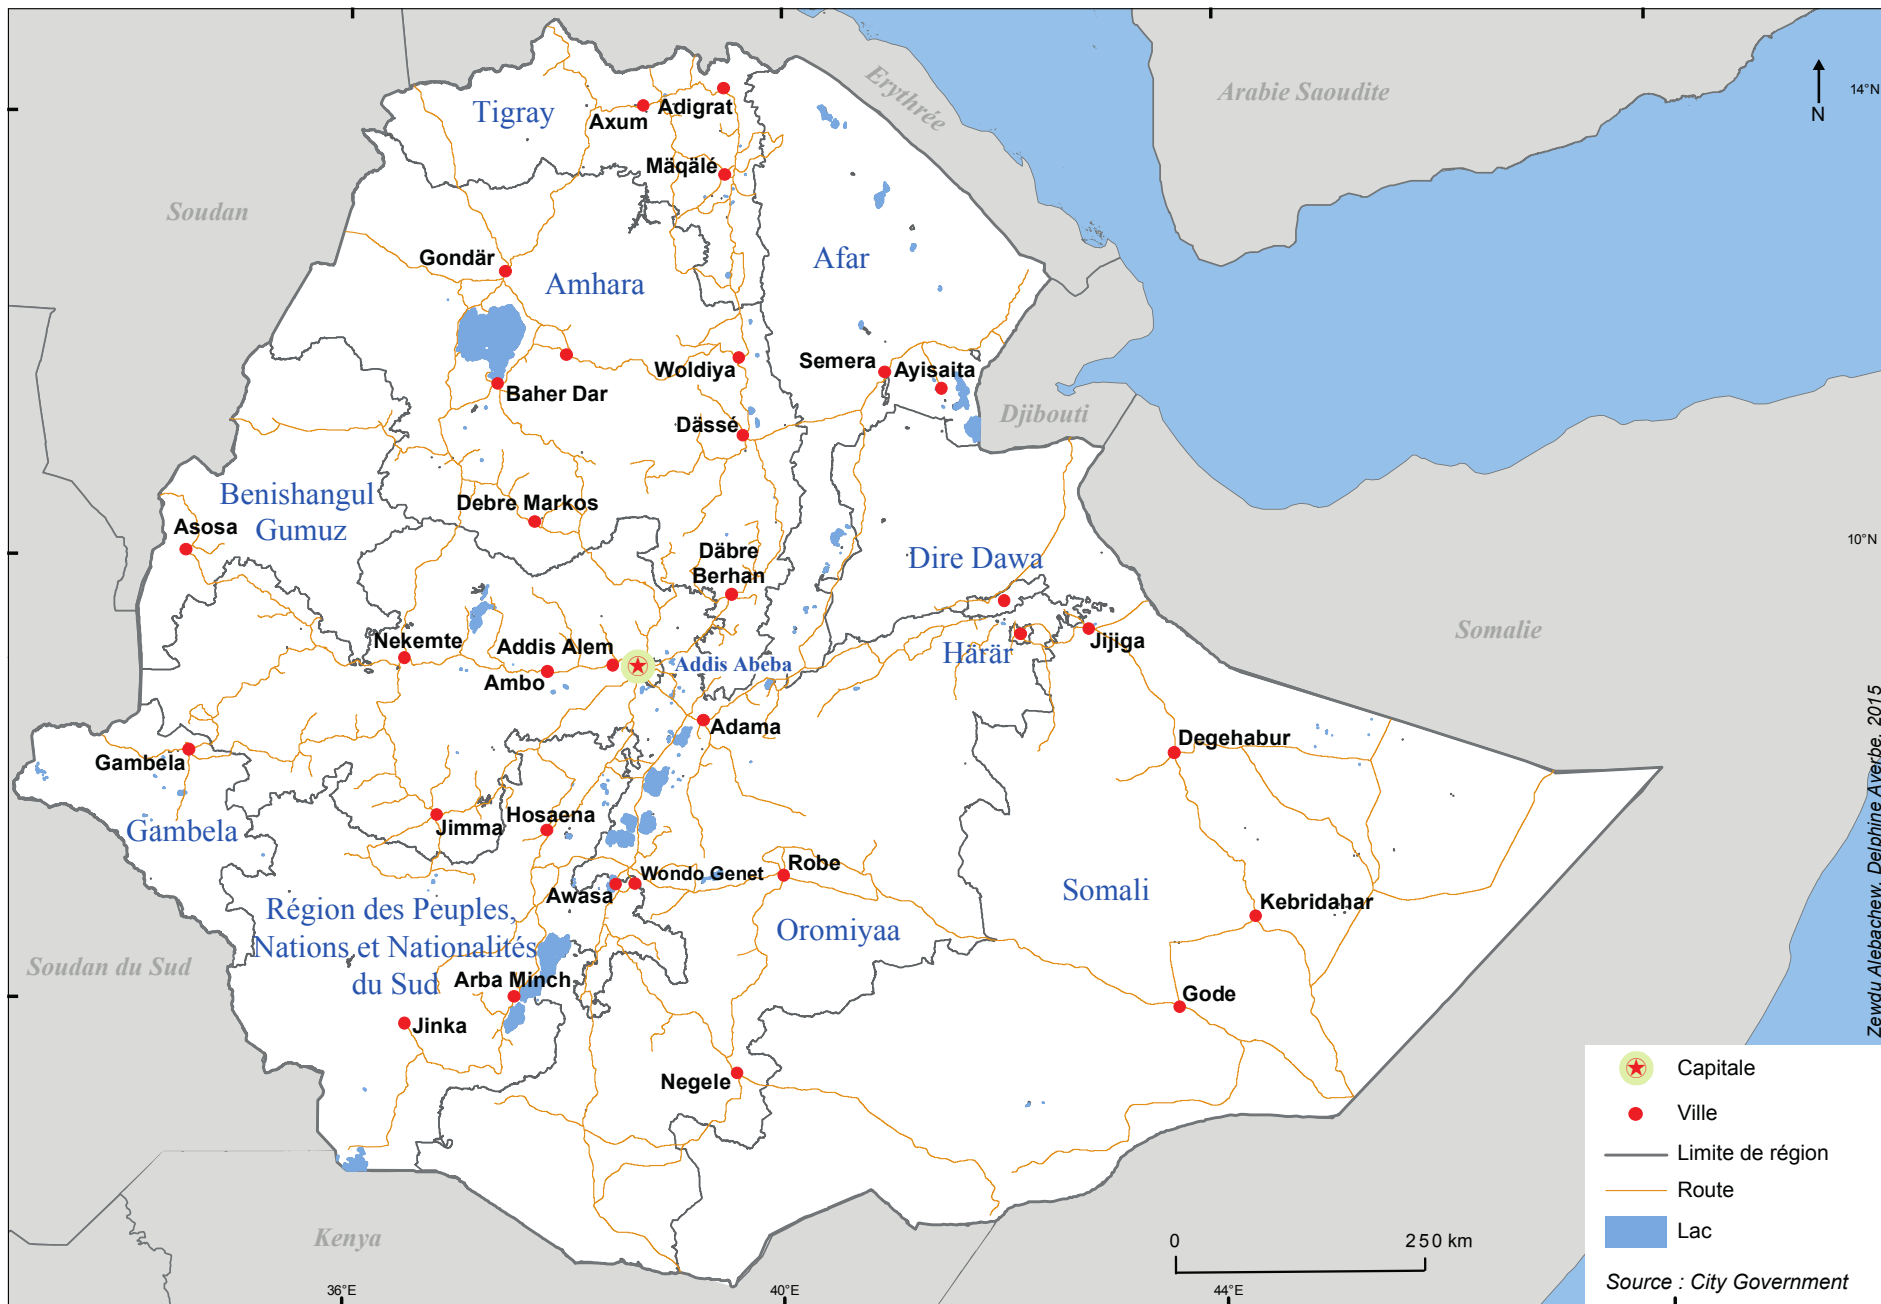 Erythrée
Arabie Saoudite
14°N
N
Tigray
Axum
Adigrat
Mäqälé
Soudan
Gondär
Amhara
Afar
Woldiya
Semera
Ayisaita
Baher Dar
Dässé
Djibouti
Benishangul
Gumuz
Asosa
Debre Markos
10°N
Däbre
Berhan
Dire Dawa
Nekemte
Addis Alem
Addis Abeba
Ambo
Härär
Jijiga
Somalie
Adama
Degehabur
Gambela
Gambela
Jimma
Hosaena
Wondo Genet
Robe
Awasa
Somali
Kebridahar
Région des Peuples,
Nations et Nationalités
du Sud
Oromiyaa
Soudan du Sud
Arba Minch
Jinka
Gode
Negele
Kenya
Zewdu Alebachew, Delphine Averbe, 2015
Capitale
Ville
Limite de région
Route
Lac
Source : City Government
0
250 km
36°E
40°E
44°E